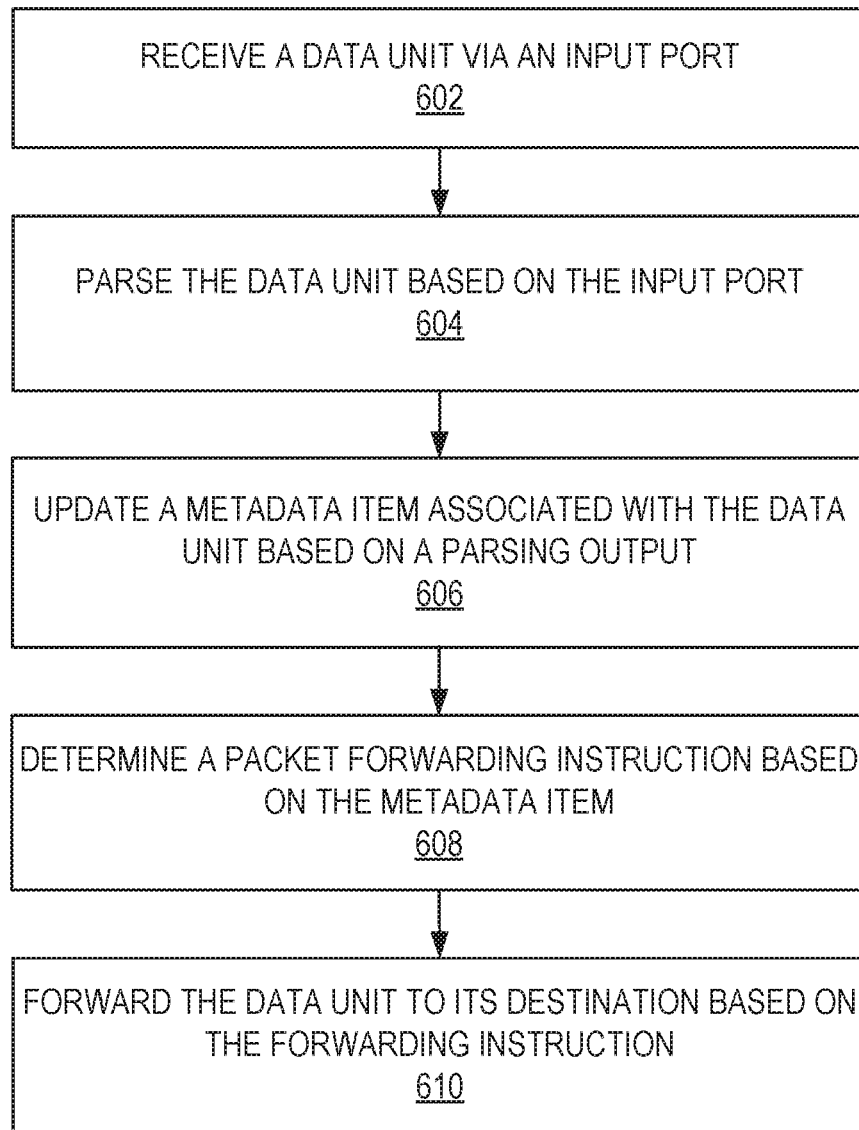 RECEIVE A DATA UNIT VIA AN INPUT PORT
602
PARSE THE DATA UNIT BASED ON THE INPUT PORT
604
UPDATE A METADATA ITEM ASSOCIATED WITH THE DATA
UNIT BASED ON A PARSING OUTPUT
606
DETERMINE A PACKET FORWARDING INSTRUCTION BASED
ON THE METADATA ITEM
608
FORWARD THE DATA UNIT TO ITS DESTINATION BASED ON
THE FORWARDING INSTRUCTION
610